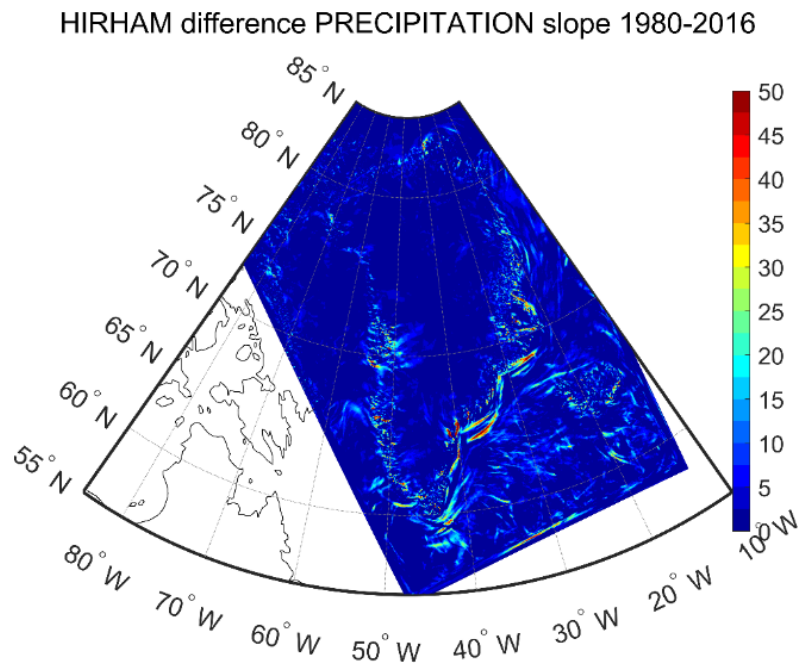 HIRHAM difference PRECIPITATION slope 1980-2016
85° N
80° N
75° N
70° N
65° N
60° N
55° N
80° W
70° W
60° W
50° W
40° W
30° W
20° W
10° W
50
45
40
35
30
25
20
15
10
5
0